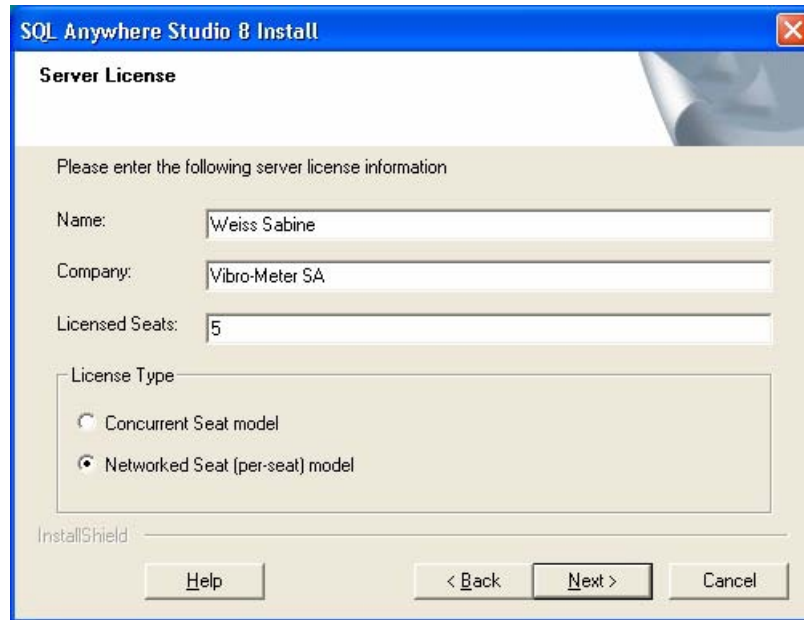 SQL Anywhere Studio 8 Install
Server License
Please enter the following server license information
Name: Weiss Sabine
Company: Vibro-Meter SA
Licensed Seats: 5
License Type
Concurrent Seat model
Networked Seat (per-seat) model
InstallShield
Help < Back Next > Cancel